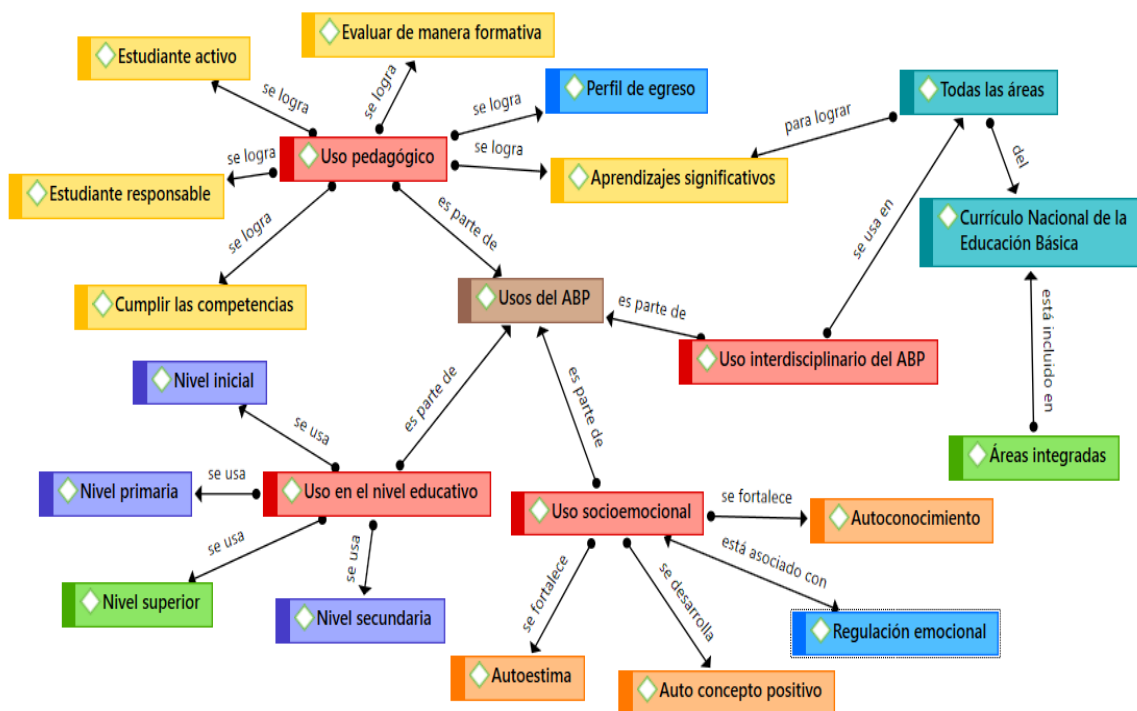 Evaluar de manera formativa
Estudiante activo
se logra
se logra
Perfil de egreso
se logra
Todas las áreas
para lograr
Uso pedagógico
se logra
se logra
Aprendizajes significativos
del
Estudiante responsable
se logra
es parte de
se usa en
Currículo Nacional de la
Educación Básica
Cumplir las competencias
Usos del ABP
es parte de
está incluido en
Uso interdisciplinario del ABP
Nivel inicial
es parte de
es parte de
se usa
Áreas integradas
Nivel primaria
se usa
Uso en el nivel educativo
se usa
se usa
Uso socioemocional
se fortalece
Autoconocimiento
está asociado con
Nivel superior
Nivel secundaria
se fortalece
se desarrolla
Regulación emocional
Autoestima
Auto concepto positivo